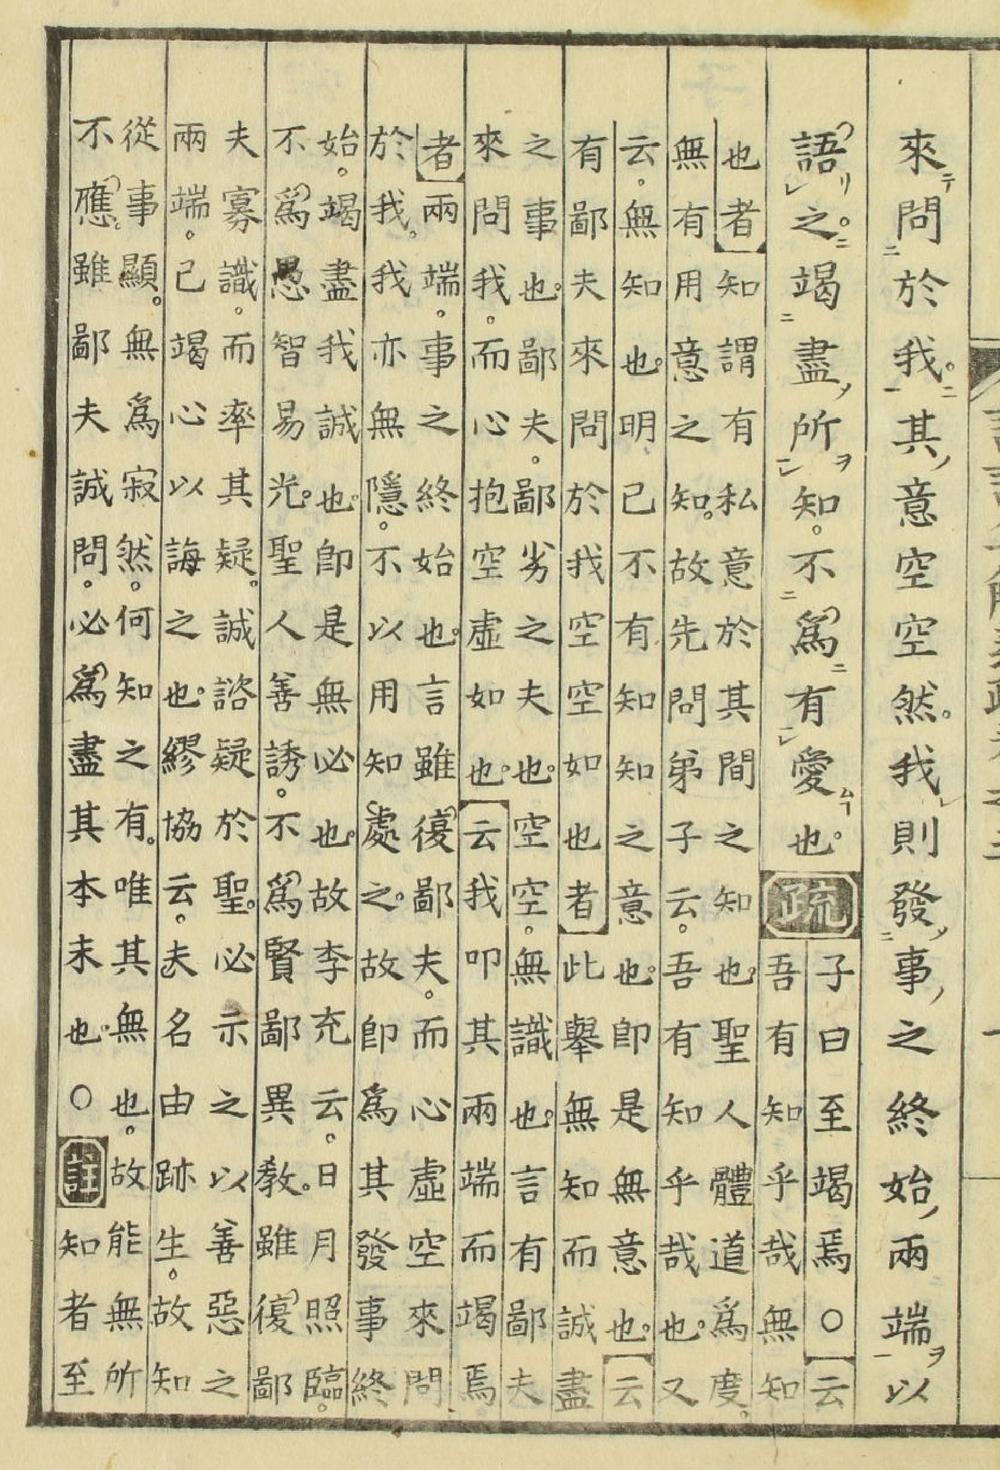 來問於我其意空空然我則發事之終始兩端以
語之竭盡所知不爲有愛也疏
子曰至竭焉〇云
吾有知乎哉無知
也者知謂有私意於其間之知也聖人體道爲度
無有用意之知故先問弟子云吾有知乎哉也又
云無知也明己不有知知之意也卽是無意也云
有鄙夫來問於我空空如也者此舉無知而誠盡
之事也鄙夫鄙劣之夫也空空無識也言有鄙夫
來問我而心抱空虛如也云我叩其兩端而竭焉
者兩端事之終始也言雖復鄙夫而心虛空來問
於我我亦無隱不以用知處之故卽爲其發事終
始竭盡我誠也卽是無必也故李充云日月照臨
不爲愚智易光聖人善誘不爲賢鄙異教雖復鄙
夫寡識而率其疑誠諮疑於聖必示之以善惡之
兩端己竭心以誨之也繆協云夫名由跡生故知
從事顯無爲寂然何知之有唯其無也故能無所
不應雖鄙夫誠問必爲盡其本末也〇註知者至